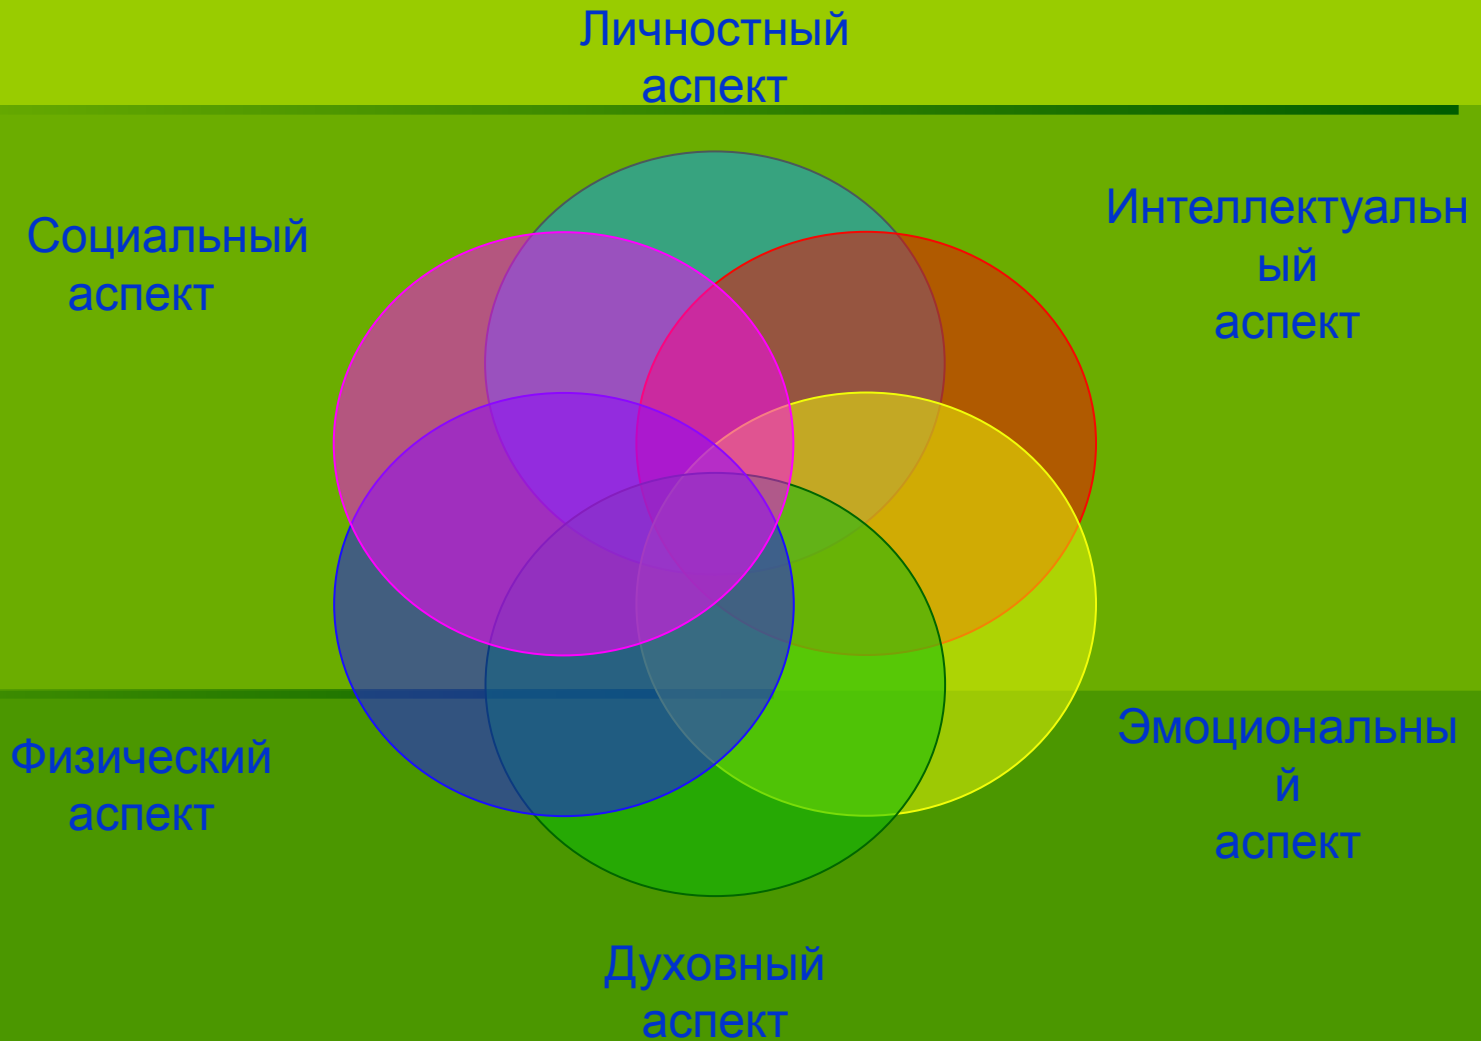 Личностный
аспект
Социальный
аспект
Интеллектуальн
ый
аспект
Физический
аспект
Эмоциональны
й
аспект
Духовный
аспект